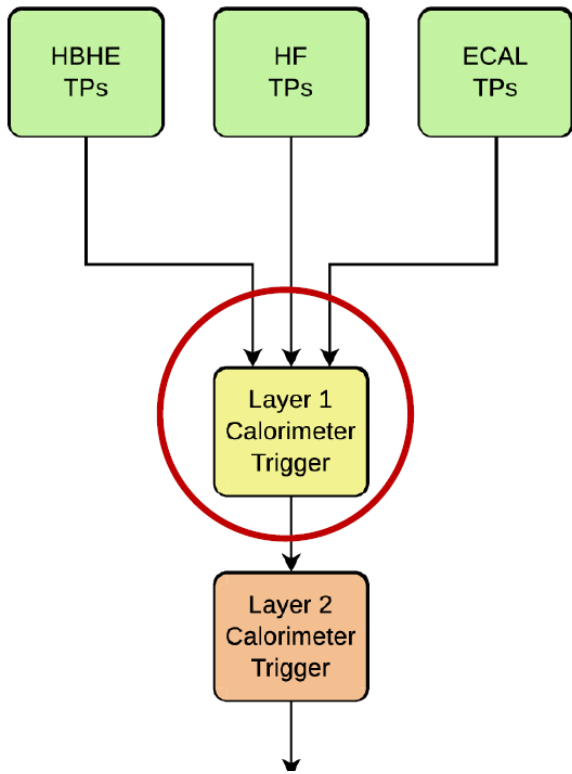 HBHE
TPs
HF
TPs
ECAL
TPs
Layer 1
Calorimeter
Trigger
Layer 2
Calorimeter
Trigger